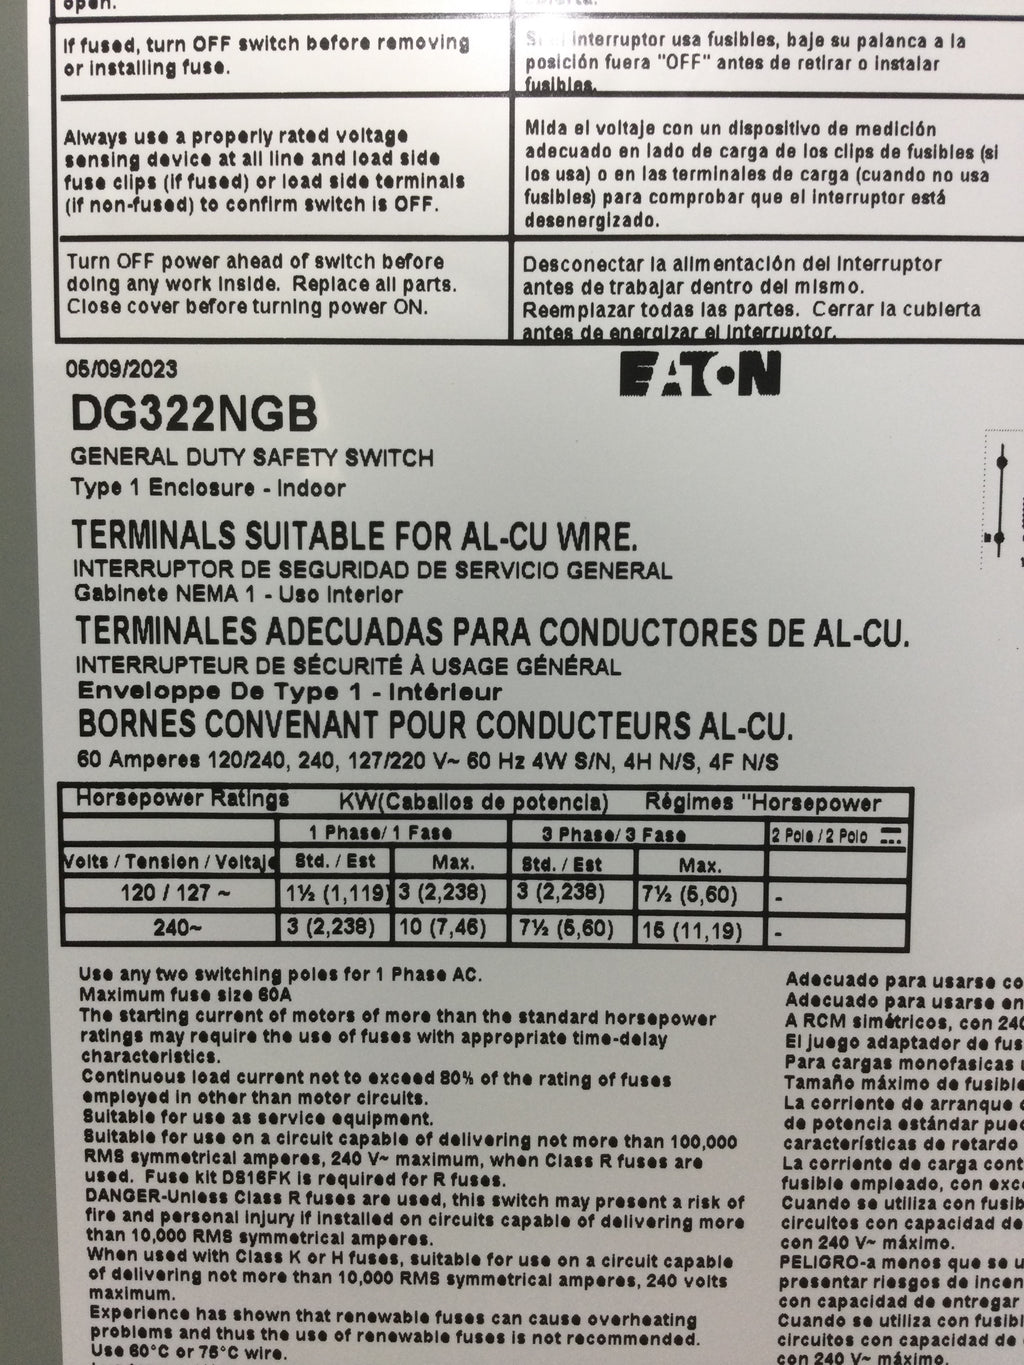 open.
If fused, turn OFF switch before removing
or installing fuse.
interruptor usa fusibles, baje su palanca a la
posición fuera "OFF" antes de retirar o instalar
fusibles.
Always use a properly rated voltage
sensing device at all line and load side
fuse clips (if fused) or load side terminals
(if non-fused) to confirm switch is OFF.
Mida el voltaje con un dispositivo de medición
adecuado en lado de carga de los clips de fusibles (si
los usa) o en las terminales de carga (cuando no usa
fusibles) para comprobar que el interruptor está
desenergizado.
Turn OFF power ahead of switch before
doing any work inside. Replace all parts.
Close cover before turning power ON.
Desconectar la alimentación del interruptor
antes de trabajar dentro del mismo.
Reemplazar todas las partes. Cerrar la cubierta
antes de energizar el interruptor.
05/09/2023
EATON
DG322NGB
GENERAL DUTY SAFETY SWITCH
Type 1 Enclosure - Indoor
TERMINALS SUITABLE FOR AL-CU WIRE.
INTERRUPTOR DE SEGURIDAD DE SERVICIO GENERAL
Gabinete NEMA 1 - Uso Interior
TERMINALES ADECUADAS PARA CONDUCTORES DE AL-CU.
INTERRUPTEUR DE SÉCURITÉ À USAGE GÉNÉRAL
Enveloppe De Type 1 - Intérieur
BORNES CONVENANT POUR CONDUCTEURS AL-CU.
60 Amperes 120/240, 240, 127/220 V~ 60 Hz 4W S/N, 4H N/S, 4F N/S
Horsepower Ratings KW(Caballos de potencia) Régimes "Horsepower
1 Phase/ 1 Fase 3 Phase/ 3 Fase 2 Pole / 2 Polo
Volts / Tension / Voltaje Std. / Est Max. Std. / Est Max.
120 / 127 ~ 1½ (1,119) 3 (2,238) 3 (2,238) 7½ (5,60) -
240~ 3 (2,238) 10 (7,46) 7½ (5,60) 15 (11,19) -
Use any two switching poles for 1 Phase AC.
Maximum fuse size 60A
The starting current of motors of more than the standard horsepower
ratings may require the use of fuses with appropriate time-delay
characteristics.
Continuous load current not to exceed 80% of the rating of fuses
employed in other than motor circuits.
Suitable for use as service equipment.
Suitable for use on a circuit capable of delivering not more than 100,000
RMS symmetrical amperes, 240 V~ maximum, when Class R fuses are
used. Fuse kit DS16FK is required for R fuses.
DANGER-Unless Class R fuses are used, this switch may present a risk of
fire and personal injury if installed on circuits capable of delivering more
than 10,000 RMS symmetrical amperes.
When used with Class K or H fuses, suitable for use on a circuit capable
of delivering not more than 10,000 RMS symmetrical amperes, 240 volts
maximum.
Experience has shown that renewable fuses can cause overheating
problems and thus the use of renewable fuses is not recommended.
Use 60°C or 75°C wire.
Adecuado para usarse co
Adecuado para usarse en
A RCM simétricos, con 240
El juego adaptador de fus
Para cargas monofasicas
Tamaño máximo de fusible
La corriente de arranque
de potencia estándar pued
características de retardo
La corriente de carga cont
fusible empleado, con exce
Cuando se utiliza con fusib
circuitos con capacidad de
con 240 V~ máximo.
PELIGRO-a menos que se u
presentar riesgos de incen
con capacidad de entregar
Cuando se utiliza con fusibl
circuitos con capacidad de
con 240 V~ máximo.